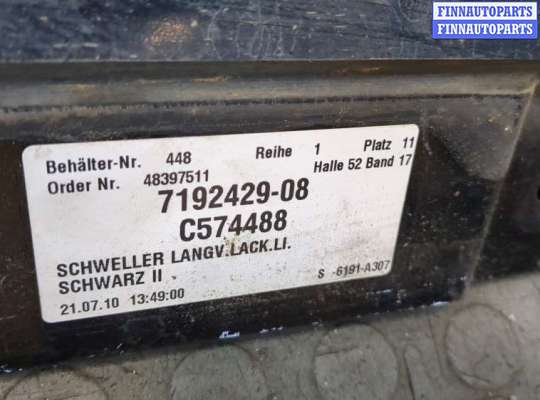 FINNAUTOPARTS
FINNAUTOPARTS
Behälter-Nr. 448 Reihe 1 Platz 11
Order Nr. 48397511 Halle 52 Band 17
7192429-08
C574488
SCHWELLER LANGV.LACK.LI.
SCHWARZ II
S -6191-A307
21.07.10 13:49:00